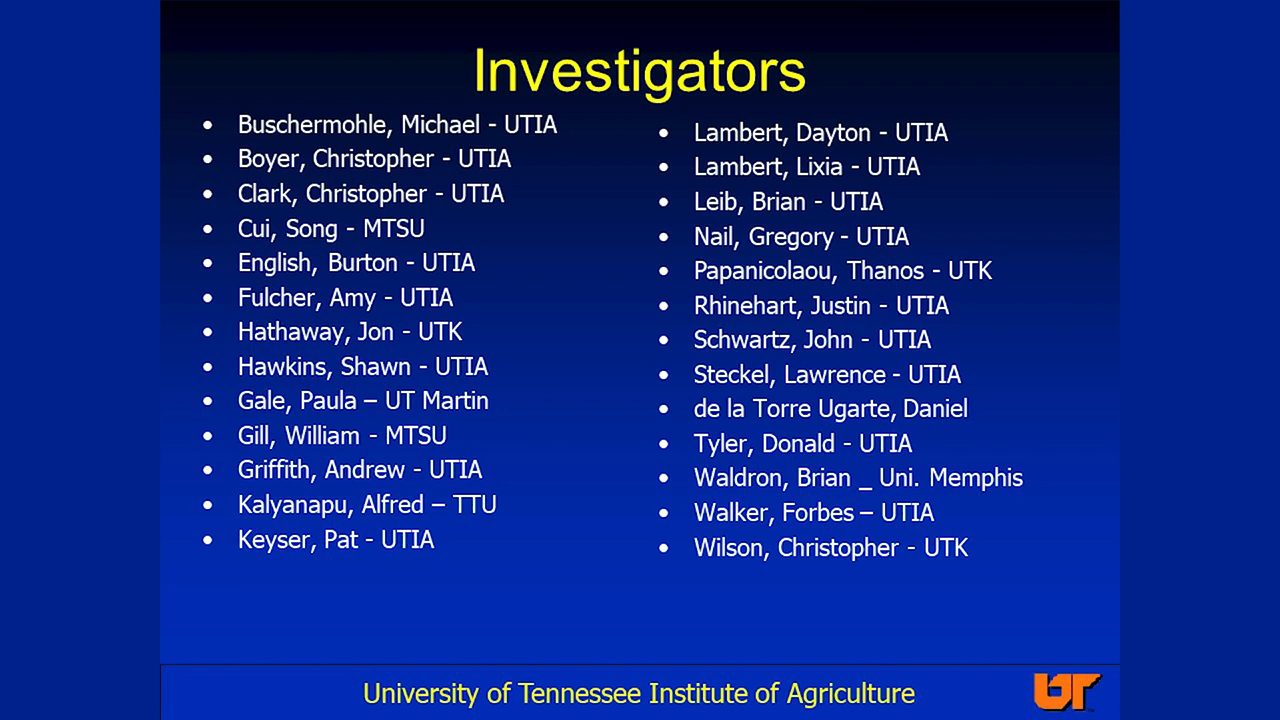 Investigators
• Buschermohle, Michael - UTIA
• Boyer, Christopher - UTIA
• Clark, Christopher - UTIA
• Cui, Song - MTSU
• English, Burton - UTIA
• Fulcher, Amy - UTIA
• Hathaway, Jon - UTK
• Hawkins, Shawn - UTIA
• Gale, Paula – UT Martin
• Gill, William - MTSU
• Griffith, Andrew - UTIA
• Kalyanapu, Alfred – TTU
• Keyser, Pat - UTIA
• Lambert, Dayton - UTIA
• Lambert, Lixia - UTIA
• Leib, Brian - UTIA
• Nail, Gregory - UTIA
• Papanicolaou, Thanos - UTK
• Rhinehart, Justin - UTIA
• Schwartz, John - UTIA
• Steckel, Lawrence - UTIA
• de la Torre Ugarte, Daniel
• Tyler, Donald - UTIA
• Waldron, Brian _ Uni. Memphis
• Walker, Forbes – UTIA
• Wilson, Christopher - UTK
University of Tennessee Institute of Agriculture
UT